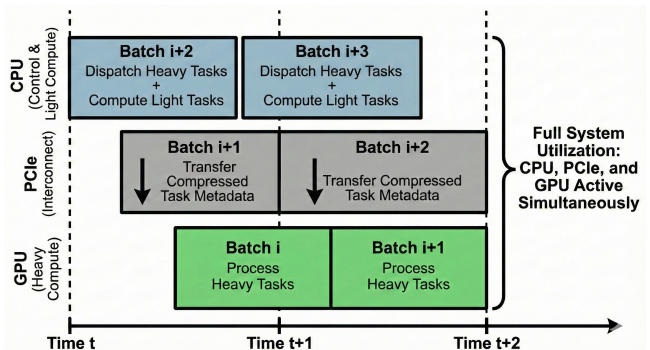 CPU
(Control &
Light Compute)
Batch i+2
Dispatch Heavy Tasks
+
Compute Light Tasks
Batch i+3
Dispatch Heavy Tasks
+
Compute Light Tasks
PCIe
(Interconnect)
Batch i+1
Transfer
Compressed
Task Metadata
Batch i+2
Transfer Compressed
Task Metadata
GPU
(Heavy
Compute)
Batch i
Process
Heavy Tasks
Batch i+1
Process
Heavy Tasks
Full System
Utilization:
CPU, PCIe, and
GPU Active
Simultaneously
Time t
Time t+1
Time t+2